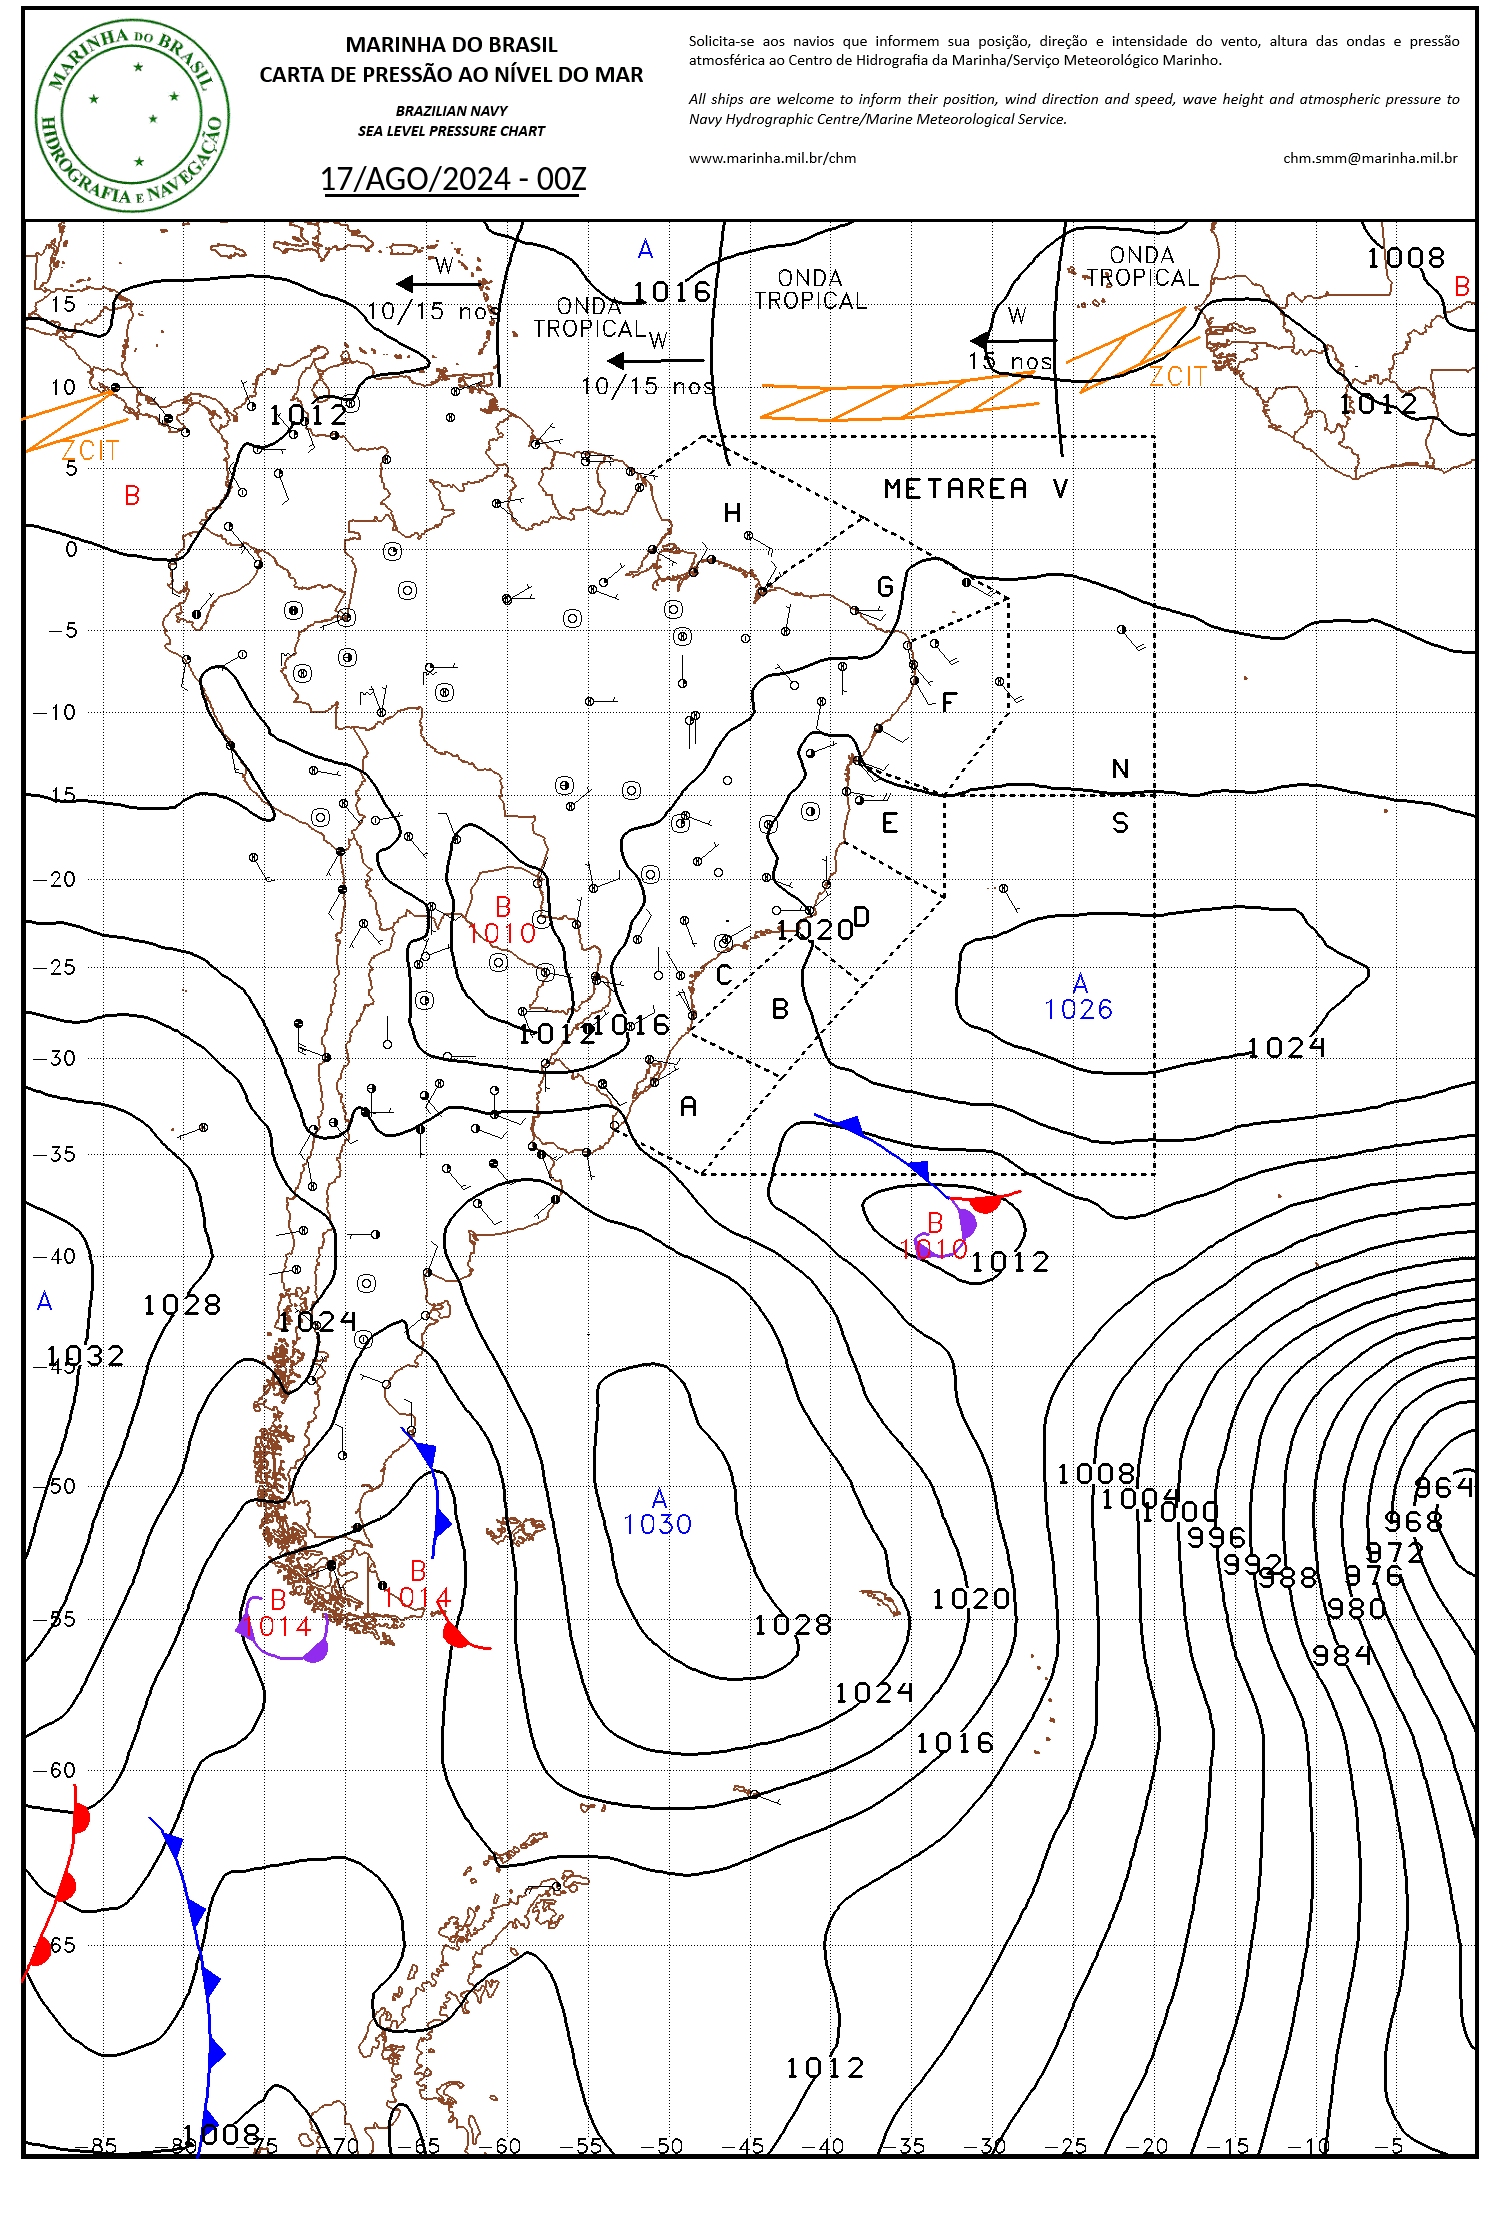 MARINHA DO BRASIL
HIDROGRAFIA E NAVEGAÇÃO
MARINHA DO BRASIL
CARTA DE PRESSÃO AO NÍVEL DO MAR
BRAZILIAN NAVY
SEA LEVEL PRESSURE CHART
17/AGO/2024 - 00Z
Solicita-se aos navios que informem sua posição, direção e intensidade do vento, altura das ondas e pressão
atmosférica ao Centro de Hidrografia da Marinha/Serviço Meteorológico Marinho.
All ships are welcome to inform their position, wind direction and speed, wave height and atmospheric pressure to
Navy Hydrographic Centre/Marine Meteorological Service.
www.marinha.mil.br/chm
chm.smm@marinha.mil.br
A
1016
ONDA
TROPICAL
ONDA
TROPICAL
1008
B
W
10/15 nos
ONDA
TROPICAL
W
10/15 nos
W
15 nos
15
10
ZCIT
1012
1012
ZCIT
5
B
METAREA V
H
0
G
-5
F
-10
N
-15
E
S
-20
B
1010
D
1020
C
-25
A
1026
B
1012
1016
1024
-30
A
-35
B
1010
1012
-40
A
1028
1024
1032
-45
1008
964
-50
1004
1000
968
A
1030
996
972
992
988
976
B
1014
B
1014
1020
980
-55
1028
984
1024
1016
-60
-65
1012
1008
-85
-80
-75
-70
-65
-60
-55
-50
-45
-40
-35
-30
-25
-20
-15
-10
-5